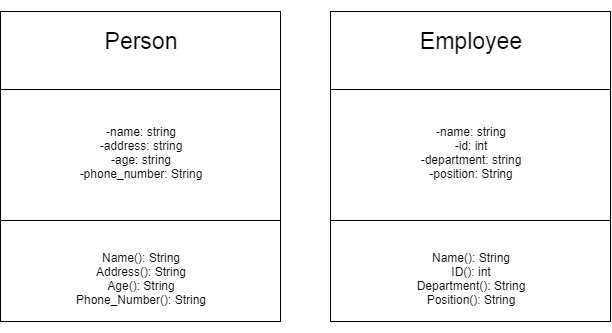 Person
-name: string
-address: string
-age: string
-phone_number: String
Name(): String
Address(): String
Age(): String
Phone_Number(): String
Employee
-name: string
-id: int
-department: string
-position: String
Name(): String
ID(): int
Department(): String
Position(): String